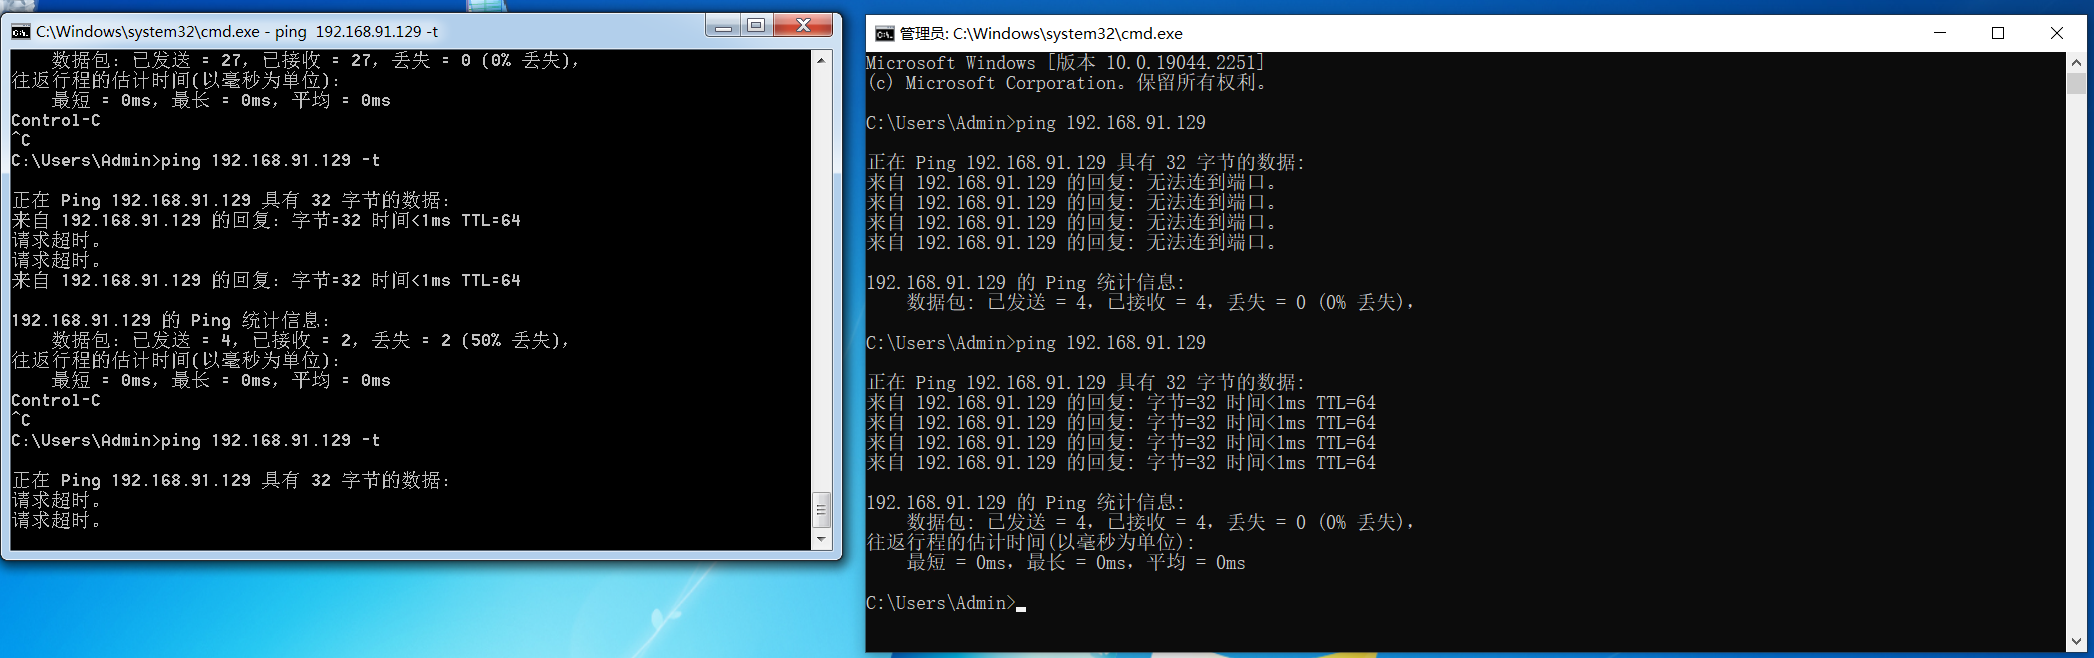 C:\Windows\system32\cmd.exe - ping  192.168.91.129 -t
    数据包: 已发送 = 27，已接收 = 27，丢失 = 0 (0% 丢失)，
往返行程的估计时间(以毫秒为单位):
    最短 = 0ms，最长 = 0ms，平均 = 0ms
Control-C
^C
C:\Users\Admin>ping 192.168.91.129 -t

正在 Ping 192.168.91.129 具有 32 字节的数据:
来自 192.168.91.129 的回复: 字节=32 时间<1ms TTL=64
请求超时。
请求超时。
来自 192.168.91.129 的回复: 字节=32 时间<1ms TTL=64

192.168.91.129 的 Ping 统计信息:
    数据包: 已发送 = 4，已接收 = 2，丢失 = 2 (50% 丢失)，
往返行程的估计时间(以毫秒为单位):
    最短 = 0ms，最长 = 0ms，平均 = 0ms
Control-C
^C
C:\Users\Admin>ping 192.168.91.129 -t

正在 Ping 192.168.91.129 具有 32 字节的数据:
请求超时。
请求超时。
管理员: C:\Windows\system32\cmd.exe
Microsoft Windows [版本 10.0.19044.2251]
(c) Microsoft Corporation。保留所有权利。

C:\Users\Admin>ping 192.168.91.129

正在 Ping 192.168.91.129 具有 32 字节的数据:
来自 192.168.91.129 的回复: 无法连到端口。
来自 192.168.91.129 的回复: 无法连到端口。
来自 192.168.91.129 的回复: 无法连到端口。
来自 192.168.91.129 的回复: 无法连到端口。

192.168.91.129 的 Ping 统计信息:
    数据包: 已发送 = 4，已接收 = 4，丢失 = 0 (0% 丢失)，

C:\Users\Admin>ping 192.168.91.129

正在 Ping 192.168.91.129 具有 32 字节的数据:
来自 192.168.91.129 的回复: 字节=32 时间<1ms TTL=64
来自 192.168.91.129 的回复: 字节=32 时间<1ms TTL=64
来自 192.168.91.129 的回复: 字节=32 时间<1ms TTL=64
来自 192.168.91.129 的回复: 字节=32 时间<1ms TTL=64

192.168.91.129 的 Ping 统计信息:
    数据包: 已发送 = 4，已接收 = 4，丢失 = 0 (0% 丢失)，
往返行程的估计时间(以毫秒为单位):
    最短 = 0ms，最长 = 0ms，平均 = 0ms

C:\Users\Admin>